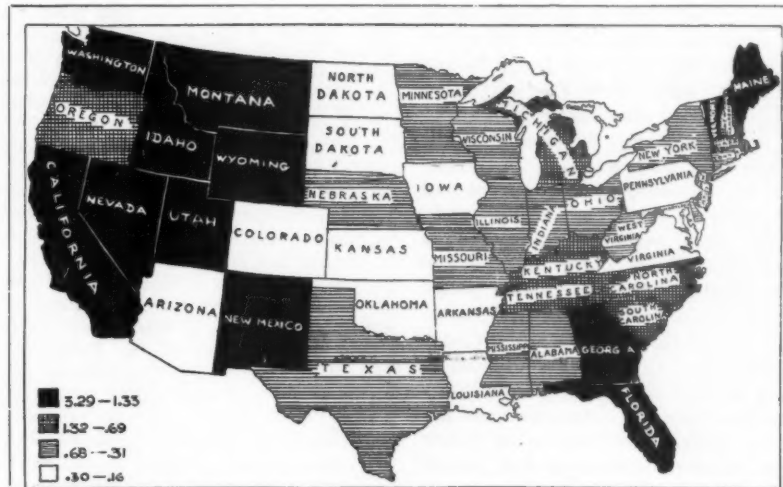 WASHINGTON
OREGON
CALIFORNIA
NEVADA
IDAHO
MONTANA
WYOMING
UTAH
COLORADO
ARIZONA
NEW MEXICO
NORTH
DAKOTA
SOUTH
DAKOTA
NEBRASKA
KANSAS
OKLAHOMA
TEXAS
MINNESOTA
IOWA
MISSOURI
ARKANSAS
LOUISIANA
WISCONSIN
ILLINOIS
MICHIGAN
INDIANA
OHIO
KENTUCKY
TENNESSEE
MISSISSIPPI
ALABAMA
GEORGIA
FLORIDA
SOUTH
CAROLINA
NORTH
CAROLINA
VIRGINIA
WEST
VIRGINIA
PENNSYLVANIA
NEW YORK
MAINE
3.29-1.33
1.32-.69
.68-.31
.30-.16